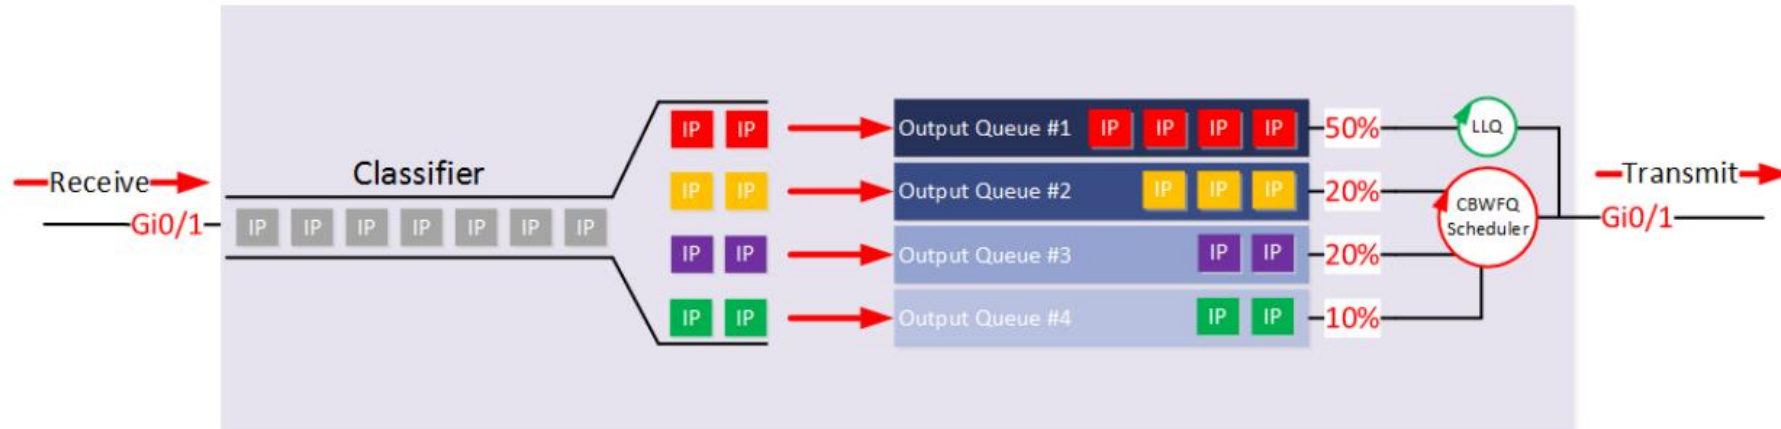 Receive
Gi0/1
Classifier
IP IP IP IP IP IP IP
IP IP
IP IP
IP IP
IP IP
Output Queue #1 IP IP IP IP 50%
Output Queue #2 IP IP IP 20%
Output Queue #3 IP IP 20%
Output Queue #4 IP IP 10%
LLQ
CBWFQ
Scheduler
Transmit
Gi0/1